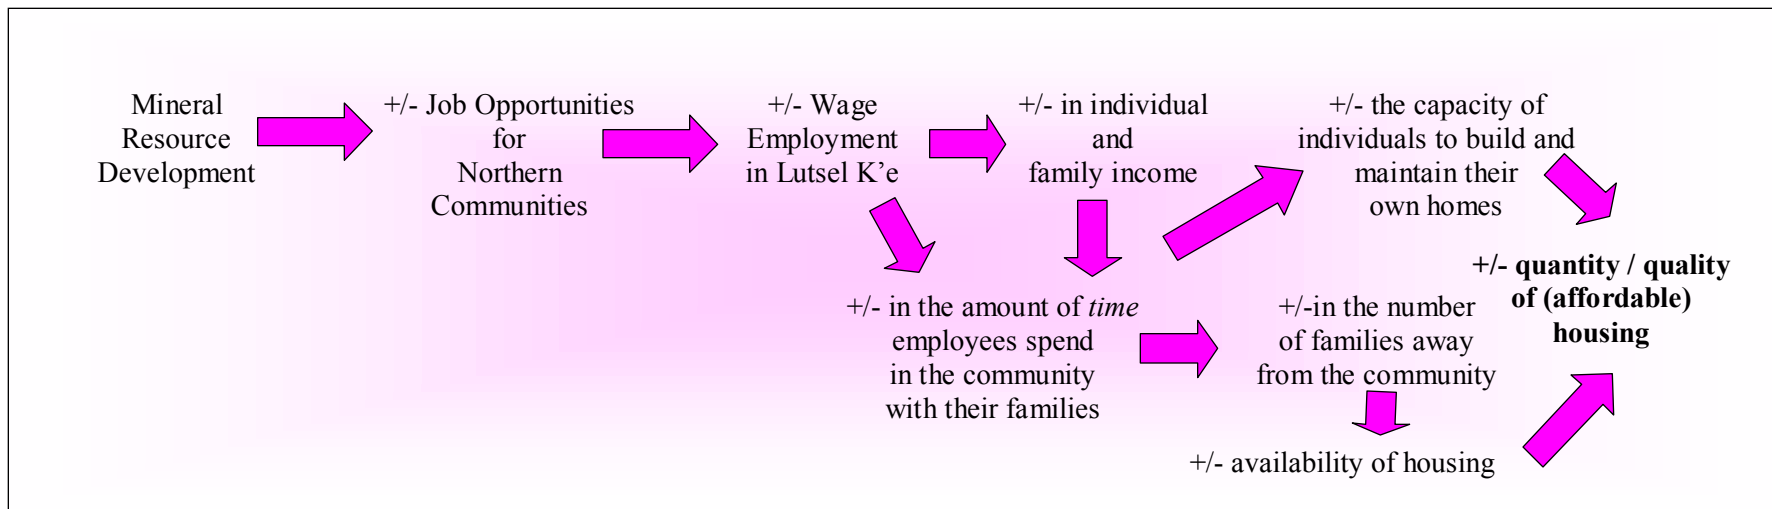 Mineral
Resource
Development
+/- Job Opportunities
for
Northern
Communities
+/- Wage
Employment
in Lutsel K’e
+/- in individual
and
family income
+/- the capacity of
individuals to build and
maintain their
own homes
+/- in the amount of time
employees spend
in the community
with their families
+/-in the number
of families away
from the community
+/- availability of housing
+/- quantity / quality
of (affordable)
housing